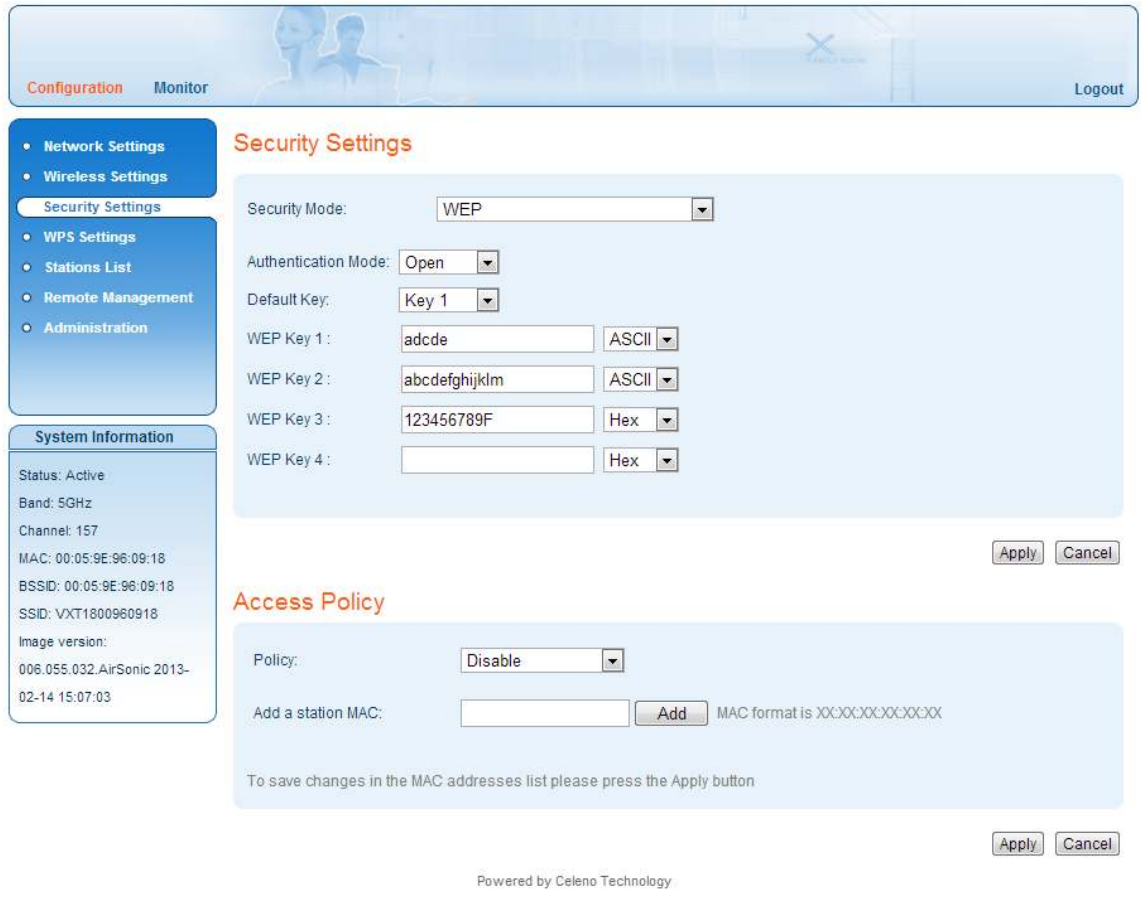 Configuration Monitor Logout
Network Settings
Wireless Settings
Security Settings
WPS Settings
Stations List
Remote Management
Administration
System Information
Status: Active
Band: 5GHz
Channel: 157
MAC: 00:05:9E:96:09:18
BSSID: 00:05:9E:96:09:18
SSID: VXT1800960918
Image version:
006.055.032.AirSonic 2013-
02-14 15:07:03
Security Settings
Security Mode: WEP
Authentication Mode: Open
Default Key: Key 1
WEP Key 1 : adcde ASCII
WEP Key 2 : abcdefghijklm ASCII
WEP Key 3 : 123456789F Hex
WEP Key 4 : Hex
Apply Cancel
Access Policy
Policy: Disable
Add a station MAC: Add MAC format is XX:XX:XX:XX:XX:XX
To save changes in the MAC addresses list please press the Apply button
Apply Cancel
Powered by Celeno Technology